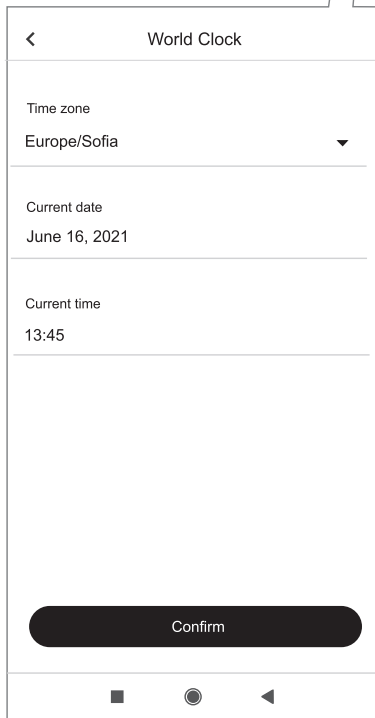 World Clock
Time zone
Europe/Sofia
Current date
June 16, 2021
Current time
13:45
Confirm